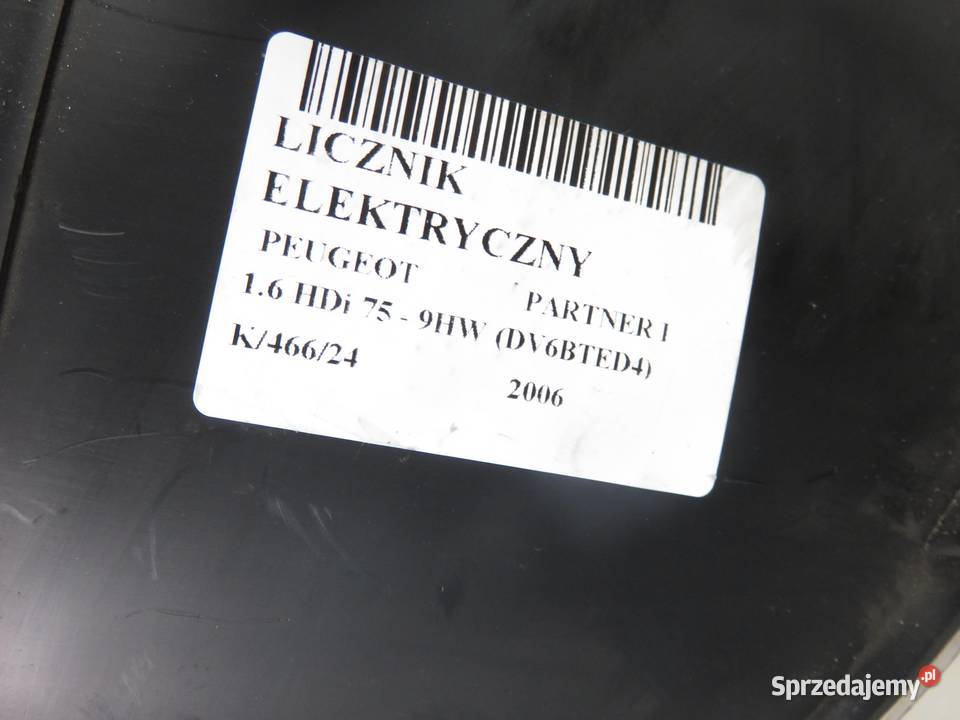 LICZNIK
ELEKTRYCZNY
PEUGEOT PARTNER I
1.6 HDi 75 - 9HW (DV6BTED4)
K/466/24 2006
Sprzedajemy.pl